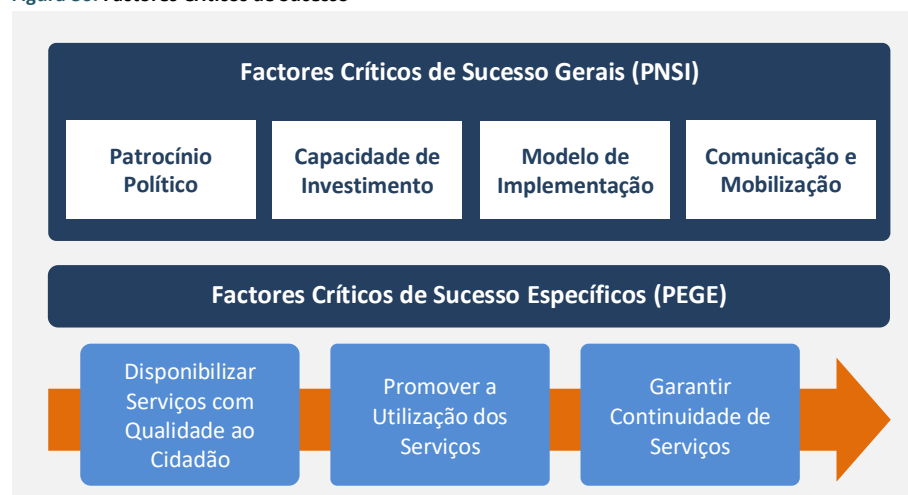 Factores Críticos de Sucesso Gerais (PNSI)
Patrocínio
Político
Capacidade de
Investimento
Modelo de
Implementação
Comunicação e
Mobilização
Factores Críticos de Sucesso Específicos (PEGE)
Disponibilizar
Serviços com
Qualidade ao
Cidadão
Promover a
Utilização dos
Serviços
Garantir
Continuidade de
Serviços